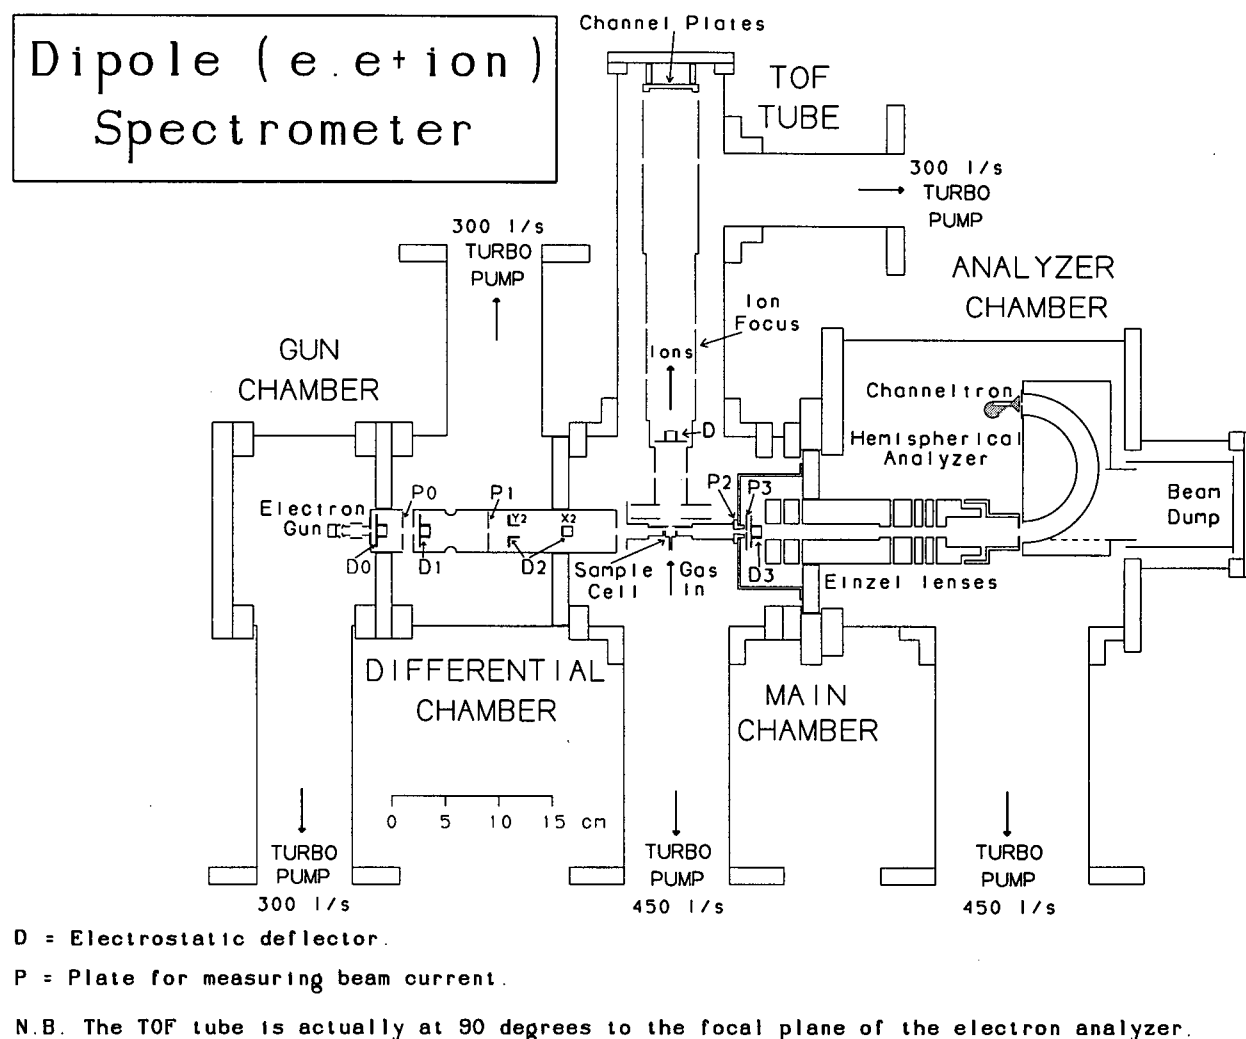 Dipole (e.e+ion)
Spectrometer
Channel Plates
TOF
TUBE
300 l/s
TURBO
PUMP
300 l/s
TURBO
PUMP
ANALYZER
CHAMBER
Ion
Focus
Ions
GUN
CHAMBER
Channeltron
D
Hemispherical
Analyzer
P2
P3
Electron
Gun
P0
P1
Y2
X2
Beam
Dump
D0
D1
D2
Sample
Cell
Gas
In
D3
Einzel lenses
DIFFERENTIAL
CHAMBER
MAIN
CHAMBER
0 5 10 15 cm
TURBO
PUMP
300 l/s
TURBO
PUMP
450 l/s
TURBO
PUMP
450 l/s
D = Electrostatic deflector.
P = Plate for measuring beam current.
N.B. The TOF tube is actually at 90 degrees to the focal plane of the electron analyzer.